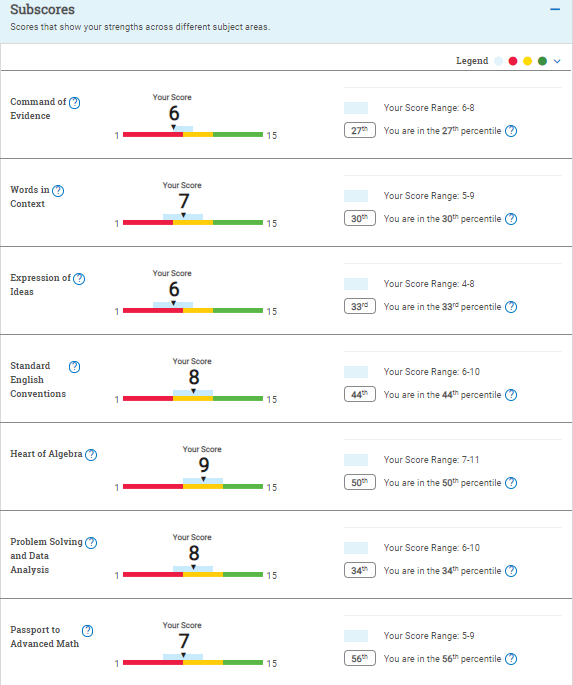 Subscores
Scores that show your strengths across different subject areas.
Legend
Command of
Evidence
Your Score
6
1
15
Your Score Range: 6-8
27th
You are in the 27th percentile
Words in
Context
Your Score
7
1
15
Your Score Range: 5-9
30th
You are in the 30th percentile
Expression of
Ideas
Your Score
6
1
15
Your Score Range: 4-8
33rd
You are in the 33rd percentile
Standard
English
Conventions
Your Score
8
1
15
Your Score Range: 6-10
44th
You are in the 44th percentile
Heart of Algebra
Your Score
9
1
15
Your Score Range: 7-11
50th
You are in the 50th percentile
Problem Solving
and Data
Analysis
Your Score
8
1
15
Your Score Range: 6-10
34th
You are in the 34th percentile
Passport to
Advanced Math
Your Score
7
1
15
Your Score Range: 5-9
56th
You are in the 56th percentile